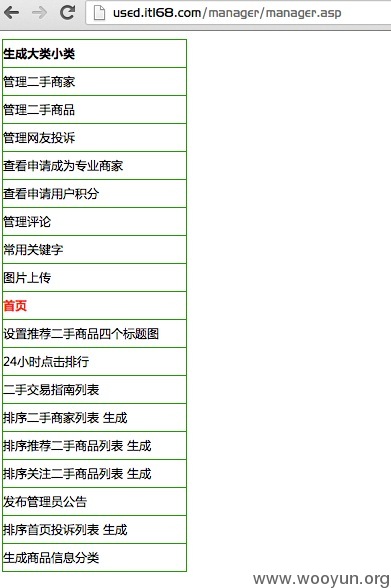 used.it168.com/manager/manager.asp
生成大类小类
管理二手商家
管理二手商品
管理网友投诉
查看申请成为专业商家
查看申请用户积分
管理评论
常用关键字
图片上传
首页
设置推荐二手商品四个标题图
24小时点击排行
二手交易指南列表
排序二手商家列表 生成
排序推荐二手商品列表 生成
排序关注二手商品列表 生成
发布管理员公告
排序首页投诉列表 生成
生成商品信息分类
www.wooyun.org